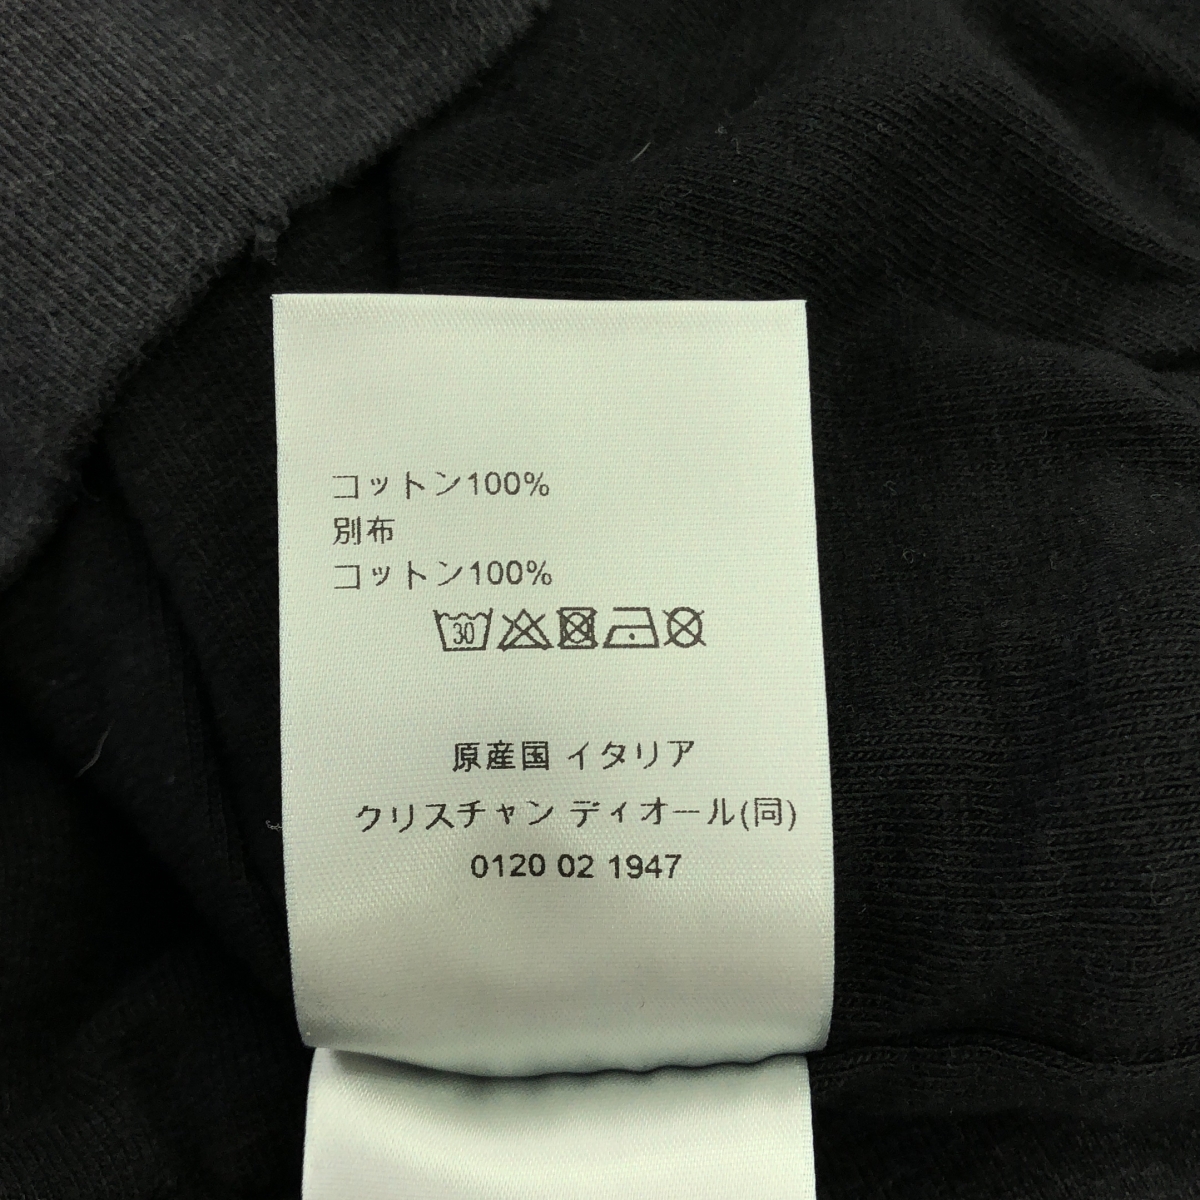 コットン100%
別布
コットン100%
30
原産国 イタリア
クリスチャン ディオール(同)
0120 02 1947